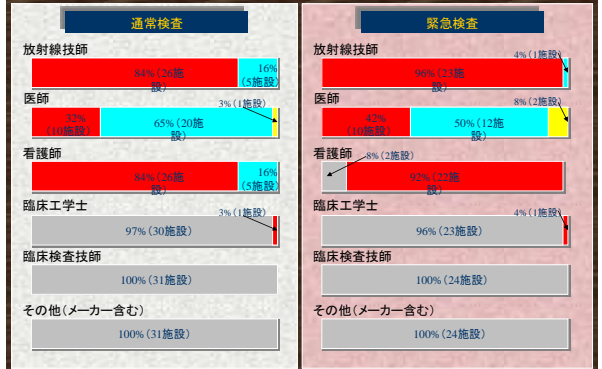 通常検査
放射線技師
84%(26施設)
16%
(5施設)
医師
3%(1施設)
32%
(10施設)
65%(20施設)
看護師
84%(26施設)
16%
(5施設)
臨床工学士
3%(1施設)
97%(30施設)
臨床検査技師
100%(31施設)
その他(メーカー含む)
100%(31施設)
緊急検査
放射線技師
4%(1施設)
96%(23施設)
医師
8%(2施設)
42%
(10施設)
50%(12施設)
看護師
8%(2施設)
92%(22施設)
臨床工学士
4%(1施設)
96%(23施設)
臨床検査技師
100%(24施設)
その他(メーカー含む)
100%(24施設)